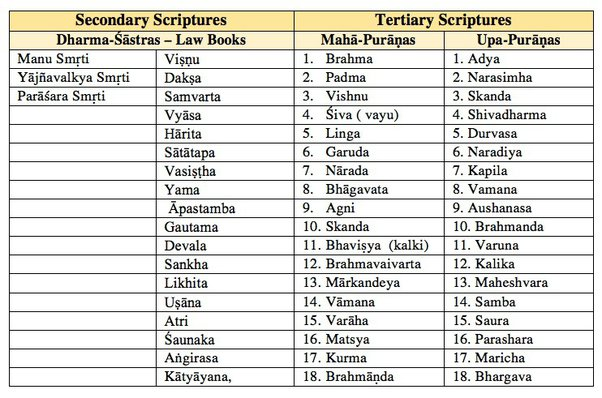 Secondary Scriptures Tertiary Scriptures
Dharma-Śāstras – Law Books Mahā-Purāṇas Upa-Purāṇas
Manu Smṛti Viṣṇu 1. Brahma 1. Adya
Yājñavalkya Smṛti Dakṣa 2. Padma 2. Narasimha
Parāśara Smṛti Samvarta 3. Vishnu 3. Skanda
Vyāsa 4. Śiva ( vayu) 4. Shivadharma
Hārita 5. Linga 5. Durvasa
Sātātapa 6. Garuda 6. Naradiya
Vasiṣṭha 7. Nārada 7. Kapila
Yama 8. Bhāgavata 8. Vamana
Āpastamba 9. Agni 9. Aushanasa
Gautama 10. Skanda 10. Brahmanda
Devala 11. Bhaviṣya (kalki) 11. Varuna
Sankha 12. Brahmavaivarta 12. Kalika
Likhita 13. Mārkandeya 13. Maheshvara
Uṣāna 14. Vāmana 14. Samba
Atri 15. Varāha 15. Saura
Śaunaka 16. Matsya 16. Parashara
Aṅgirasa 17. Kurma 17. Maricha
Kātyāyana, 18. Brahmāṇḍa 18. Bhargava